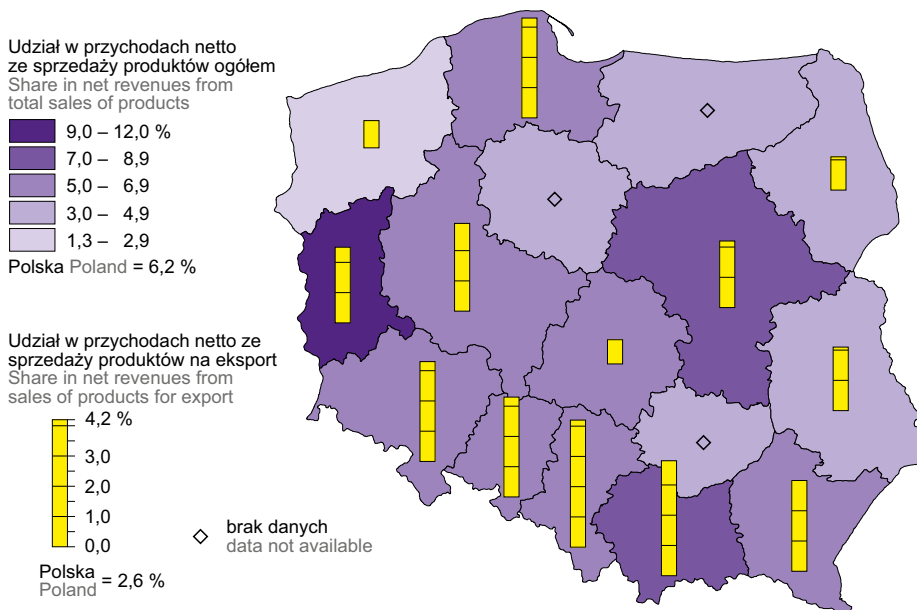 Udział w przychodach netto
ze sprzedaży produktów ogółem
Share in net revenues from
total sales of products
9,0 – 12,0 %
7,0 – 8,9
5,0 – 6,9
3,0 – 4,9
1,3 – 2,9
Polska Poland = 6,2 %
Udział w przychodach netto ze
sprzedaży produktów na eksport
Share in net revenues from
sales of products for export
4,2 %
3,0
2,0
1,0
0,0
Polska
Poland = 2,6 %
brak danych
data not available